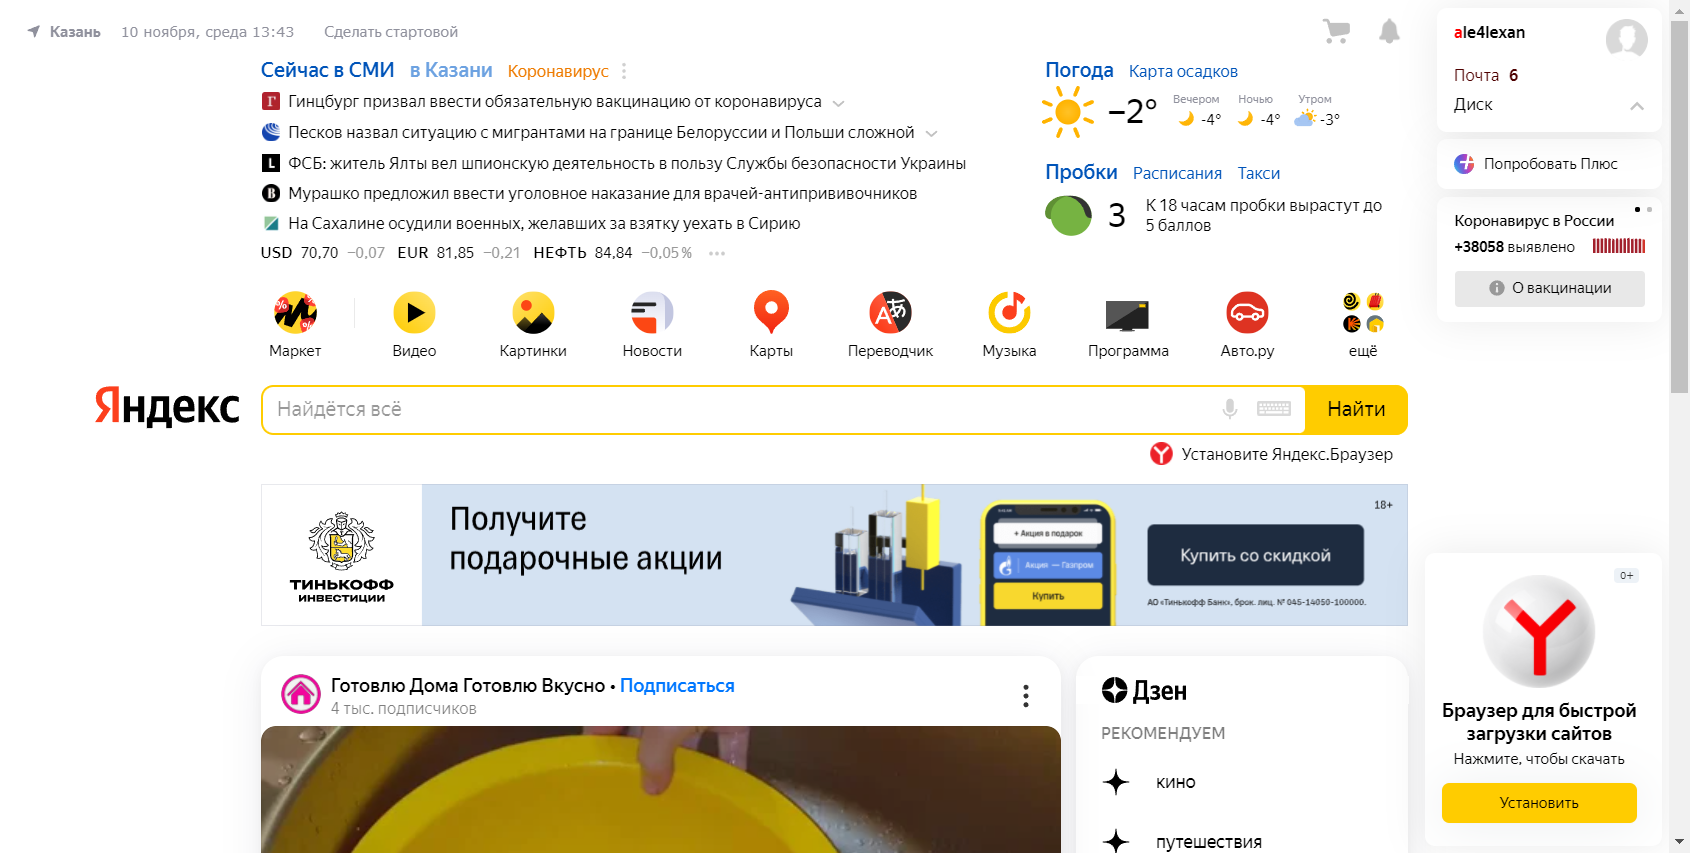 Казань 10 ноября, среда 13:43 Сделать стартовой
Сейчас в СМИ в Казани Коронавирус
Гинцбург призвал ввести обязательную вакцинацию от коронавируса
Песков назвал ситуацию с мигрантами на границе Белоруссии и Польши сложной
ФСБ: житель Ялты вел шпионскую деятельность в пользу Службы безопасности Украины
Мурашко предложил ввести уголовное наказание для врачей-антипрививочников
На Сахалине осудили военных, желавших за взятку уехать в Сирию
USD 70,70 −0,07 EUR 81,85 −0,21 НЕФТЬ 84,84 −0,05%
Погода Карта осадков
−2° Вечером -4° Ночью -4° Утром -3°
Пробки Расписания Такси
3 К 18 часам пробки вырастут до
5 баллов
ale4lexan
Почта 6
Диск
Попробовать Плюс
Коронавирус в России
+38058 выявлено
О вакцинации
Маркет Видео Картинки Новости Карты Переводчик Музыка Программа Авто.ру ещё
Яндекс Найдётся всё Найти
Установите Яндекс.Браузер
ТИНЬКОФФ
ИНВЕСТИЦИИ
Получите
подарочные акции
+ Акция в подарок
Акция — Газпром
Купить
18+
Купить со скидкой
АО «Тинькофф Банк», брок. лиц. № 045-14050-100000.
Готовлю Дома Готовлю Вкусно • Подписаться
4 тыс. подписчиков
Дзен
РЕКОМЕНДУЕМ
кино
путешествия
0+
Браузер для быстрой
загрузки сайтов
Нажмите, чтобы скачать
Установить